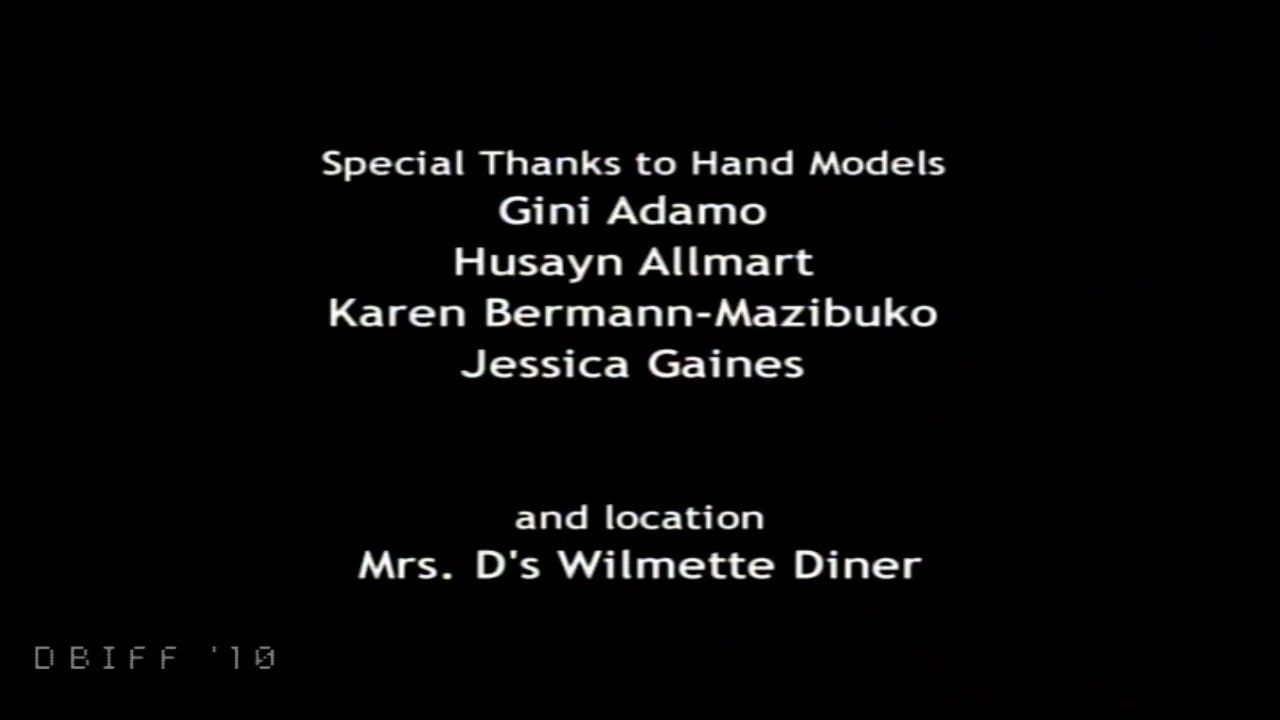 Special Thanks to Hand Models
Gini Adamo
Husayn Allmart
Karen Bermann-Mazibuko
Jessica Gaines
and location
Mrs. D's Wilmette Diner
DBIFF '10